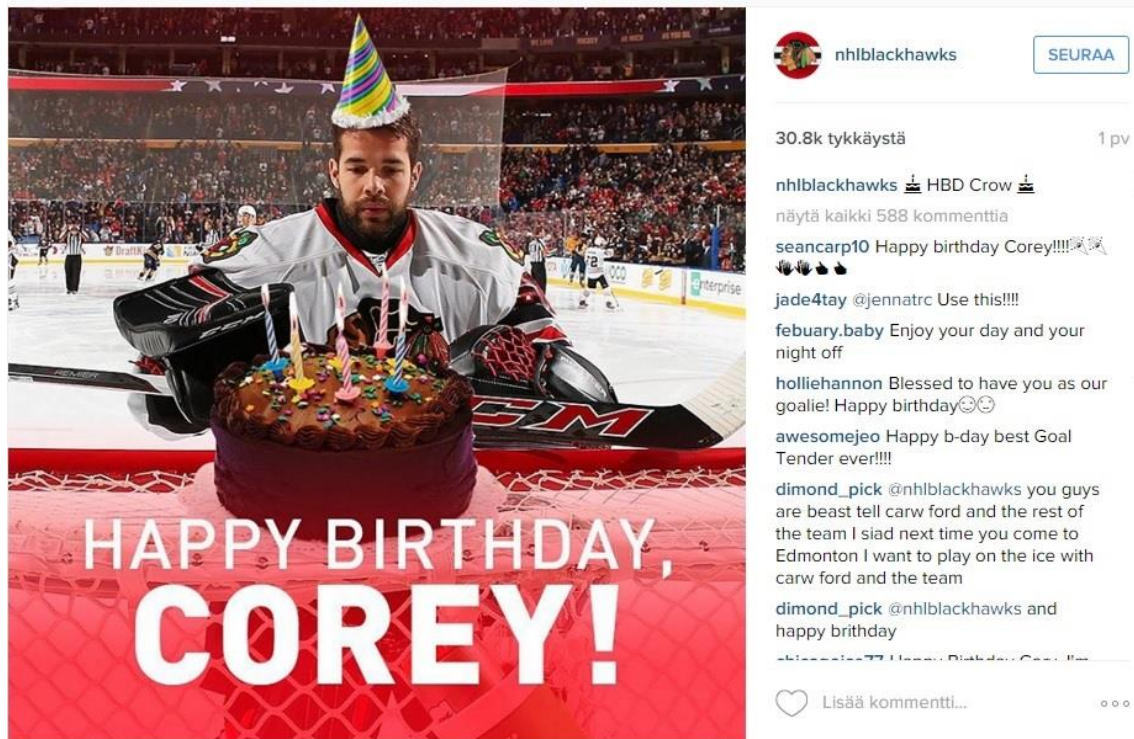 nhlblackhawks
SEURAA
30.8k tykkäystä
1 pv
nhlblackhawks HBD Crow
näytä kaikki 588 kommenttia
seancarp10 Happy birthday Corey!!!!
jade4tay @jennatrc Use this!!!!
febuary.baby Enjoy your day and your
night off
holliehannon Blessed to have you as our
goalie! Happy birthday
awesomejeo Happy b-day best Goal
Tender ever!!!!
dimond_pick @nhlblackhawks you guys
are beast tell carw ford and the rest of
the team I siad next time you come to
Edmonton I want to play on the ice with
carw ford and the team
dimond_pick @nhlblackhawks and
happy brithday
Lisää kommentti...
DraftKi
enterprise
PREMIER
CCM
HAPPY BIRTHDAY,
COREY!